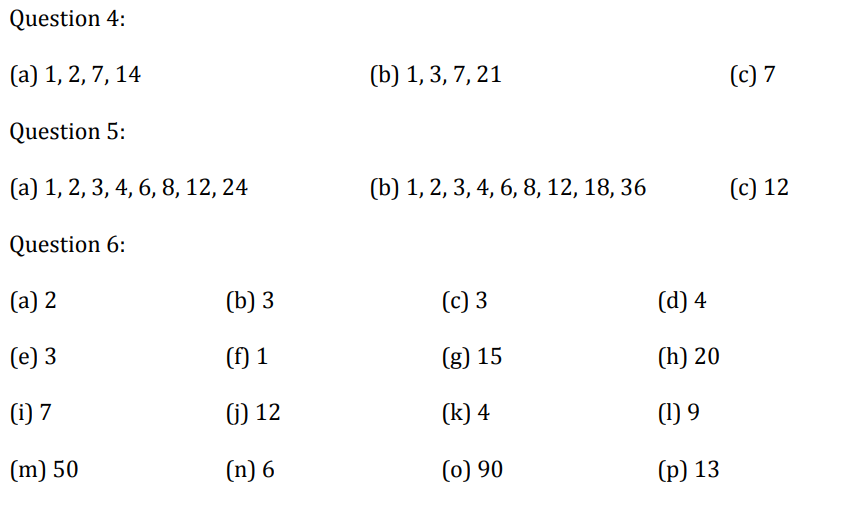 Question 4:
(a) 1, 2, 7, 14 (b) 1, 3, 7, 21 (c) 7
Question 5:
(a) 1, 2, 3, 4, 6, 8, 12, 24 (b) 1, 2, 3, 4, 6, 8, 12, 18, 36 (c) 12
Question 6:
(a) 2 (b) 3 (c) 3 (d) 4
(e) 3 (f) 1 (g) 15 (h) 20
(i) 7 (j) 12 (k) 4 (l) 9
(m) 50 (n) 6 (o) 90 (p) 13